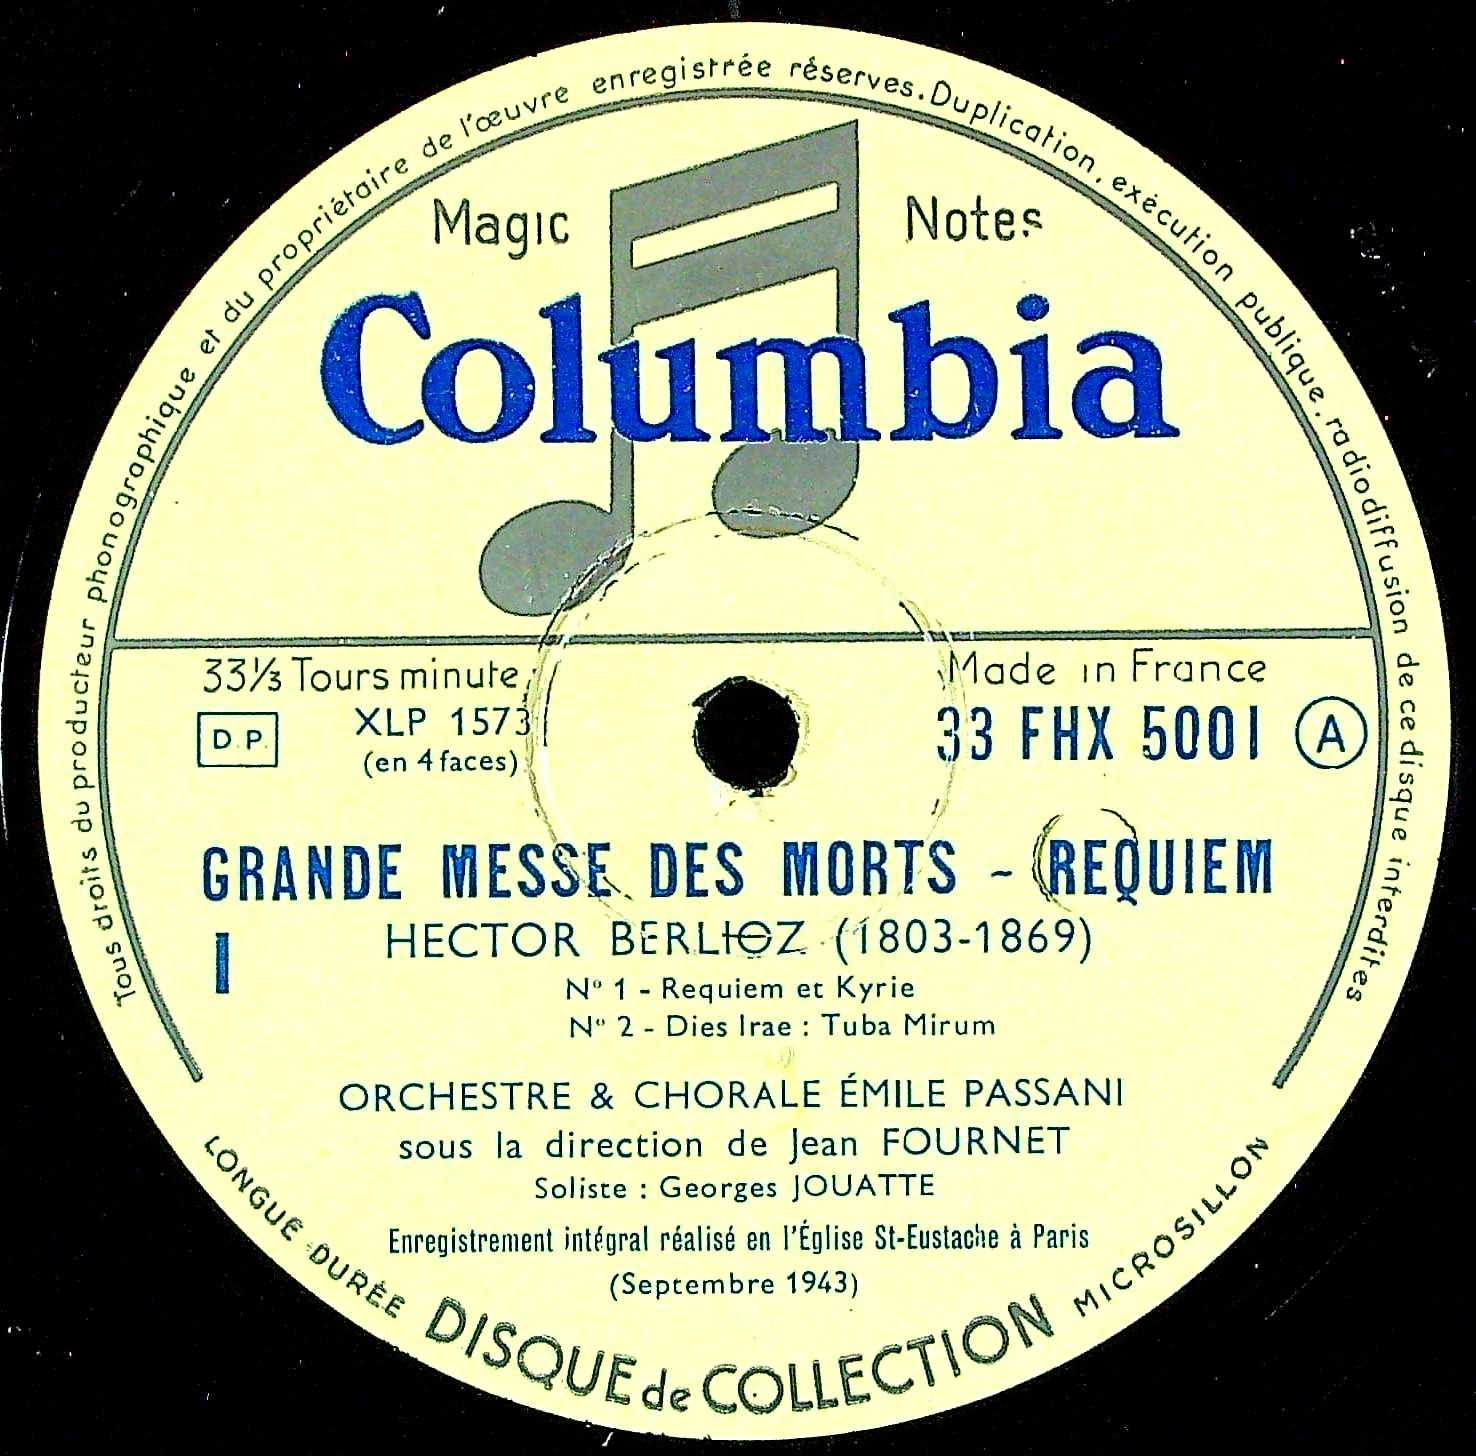 Tous droits du producteur phonographique et du propriétaire de l'œuvre enregistrée réservés. Duplication, exécution publique, radiodiffusion de ce disque interdites
Magic Notes
Columbia
33⅓ Tours minute
Made in France
D.P.
XLP 1573
33 FHX 5001 A
(en 4 faces)
GRANDE MESSE DES MORTS - REQUIEM
I
HECTOR BERLIOZ (1803-1869)
Nº 1 - Requiem et Kyrie
Nº 2 - Dies Irae : Tuba Mirum
ORCHESTRE & CHORALE ÉMILE PASSANI
sous la direction de Jean FOURNET
Soliste : Georges JOUATTE
Enregistrement intégral réalisé en l'Église St-Eustache à Paris
(Septembre 1943)
LONGUE DURÉE DISQUE de COLLECTION MICROSILLON